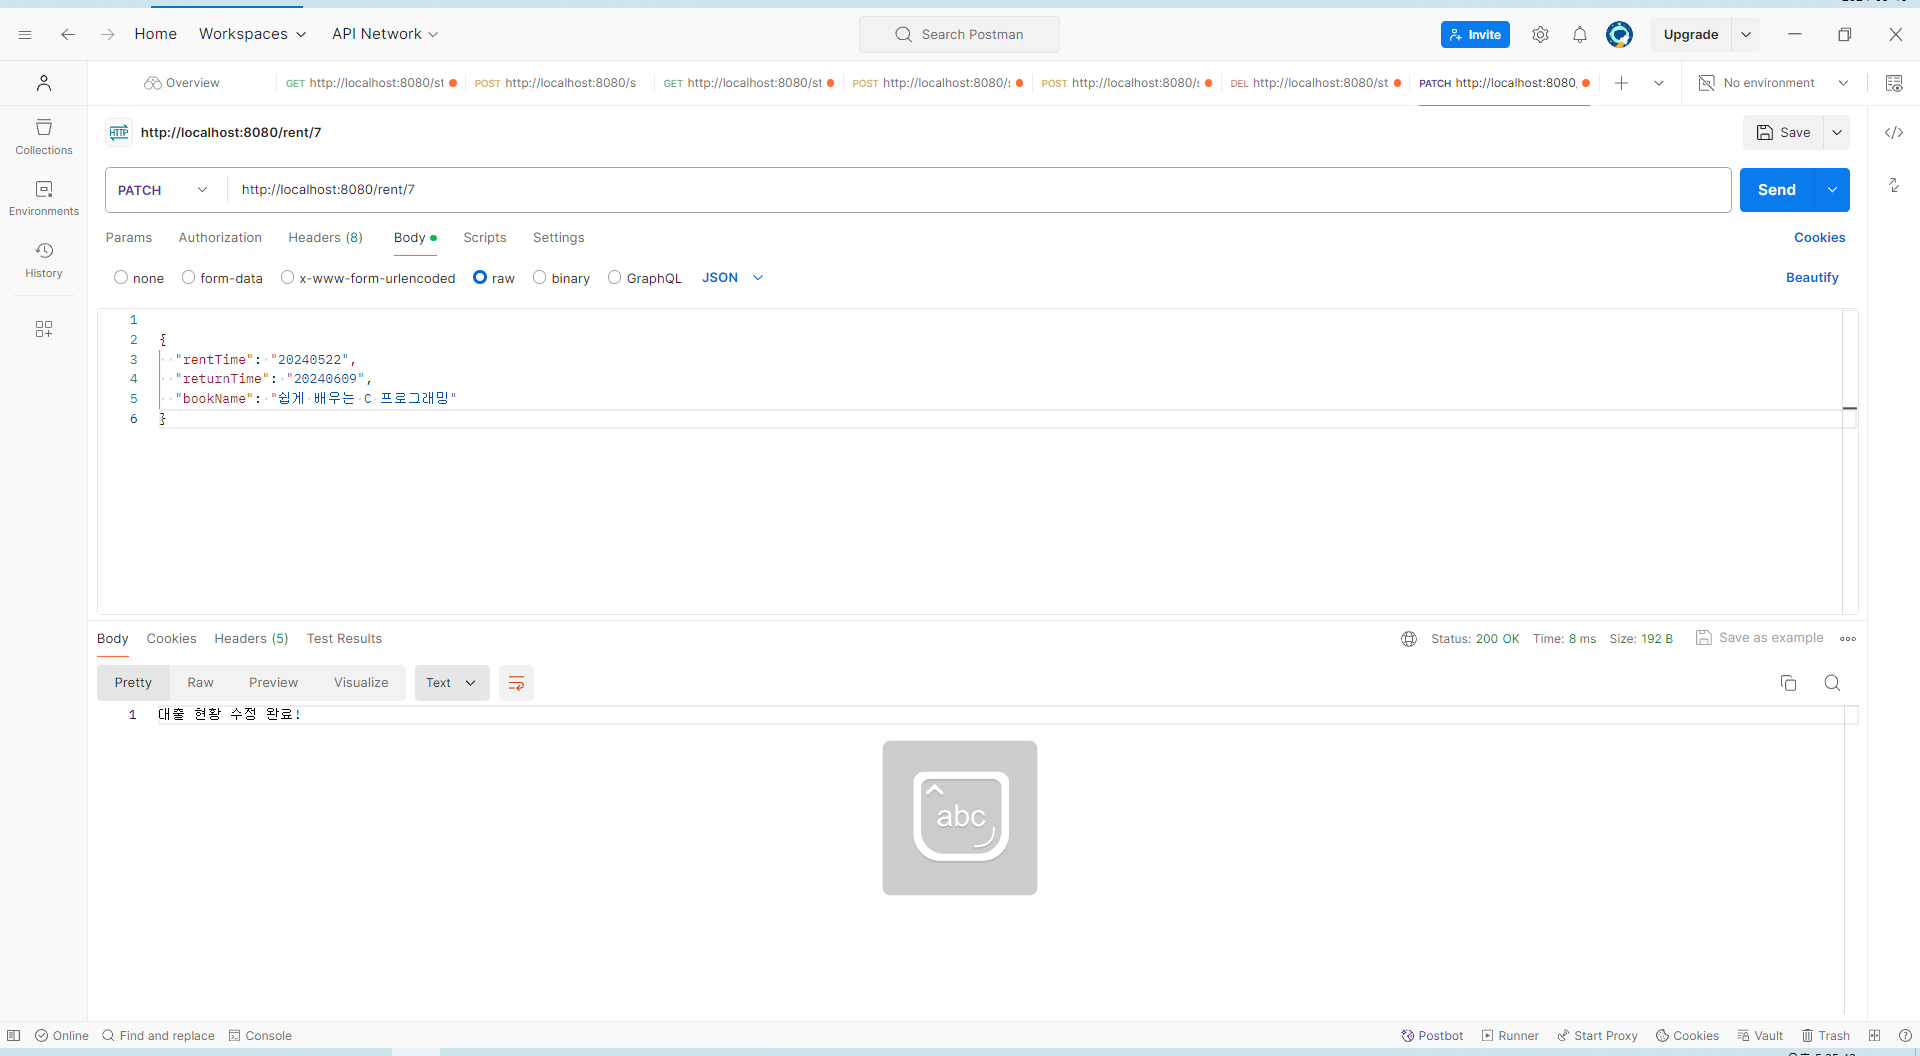 Home Workspaces API Network Search Postman Invite Upgrade
Overview GET http://localhost:8080/st POST http://localhost:8080/s GET http://localhost:8080/st POST http://localhost:8080/s POST http://localhost:8080/s DEL http://localhost:8080/st PATCH http://localhost:8080, No environment
Collections
Environments
History
HTTP http://localhost:8080/rent/7 Save
PATCH http://localhost:8080/rent/7 Send
Params Authorization Headers (8) Body Scripts Settings Cookies
none form-data x-www-form-urlencoded raw binary GraphQL JSON Beautify
1
2 {
3 "rentTime": "20240522",
4 "returnTime": "20240609",
5 "bookName": "쉽게 배우는 C 프로그래밍"
6 }
Body Cookies Headers (5) Test Results Status: 200 OK Time: 8 ms Size: 192 B Save as example
Pretty Raw Preview Visualize Text
1 대출 현황 수정 완료!
abc
Online Find and replace Console Postbot Runner Start Proxy Cookies Vault Trash